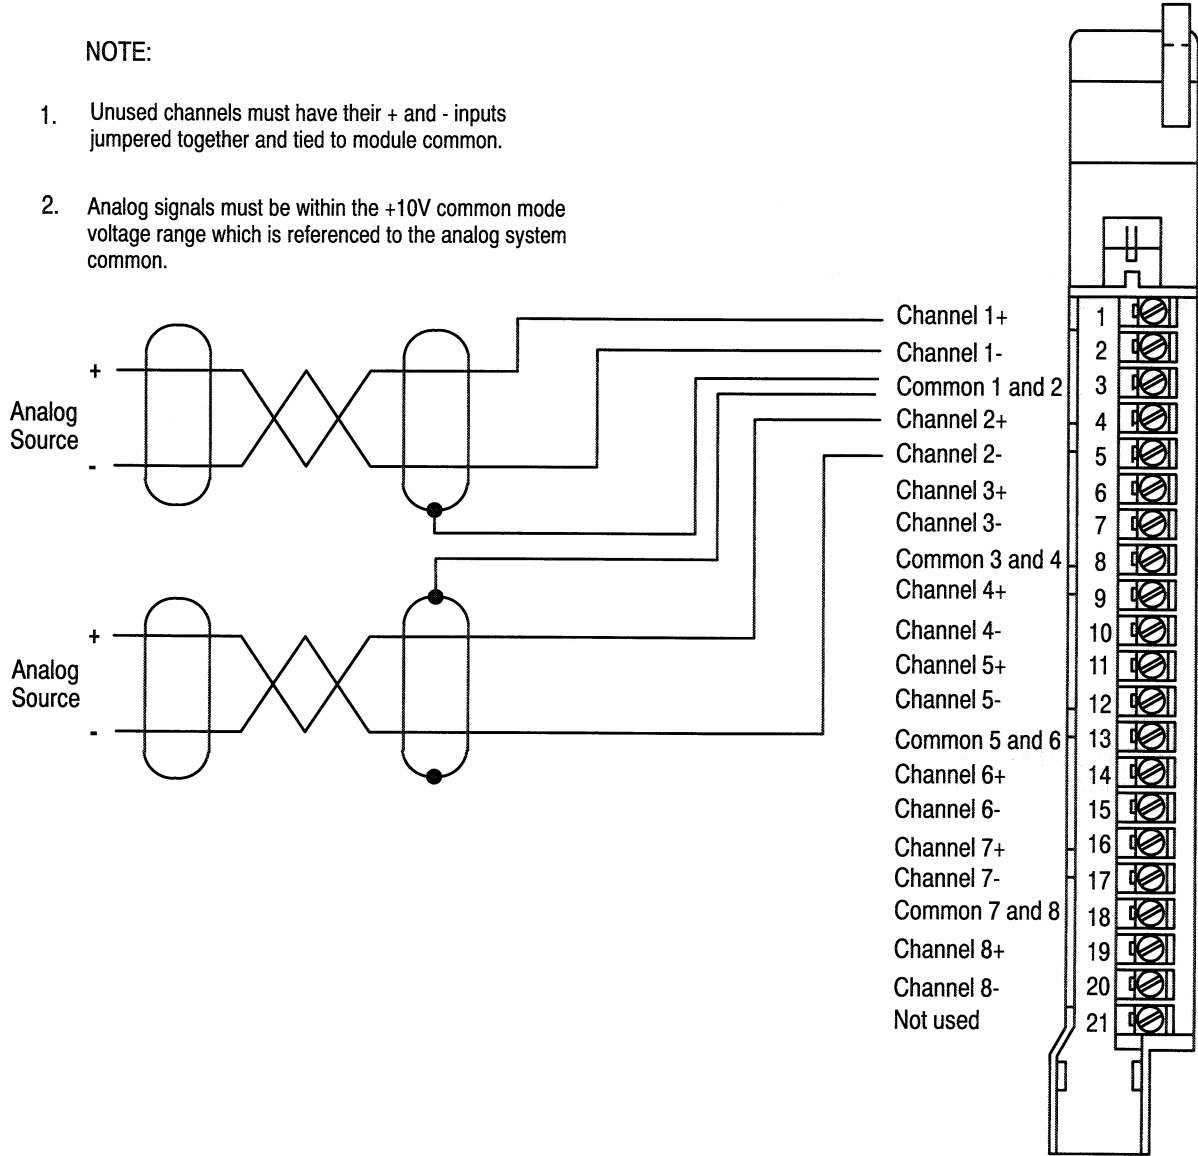 NOTE:
1. Unused channels must have their + and - inputs
jumpered together and tied to module common.
2. Analog signals must be within the +10V common mode
voltage range which is referenced to the analog system
common.
+
Analog
Source
-
+
Analog
Source
-
Channel 1+ 1
Channel 1- 2
Common 1 and 2 3
Channel 2+ 4
Channel 2- 5
Channel 3+ 6
Channel 3- 7
Common 3 and 4 8
Channel 4+ 9
Channel 4- 10
Channel 5+ 11
Channel 5- 12
Common 5 and 6 13
Channel 6+ 14
Channel 6- 15
Channel 7+ 16
Channel 7- 17
Common 7 and 8 18
Channel 8+ 19
Channel 8- 20
Not used 21